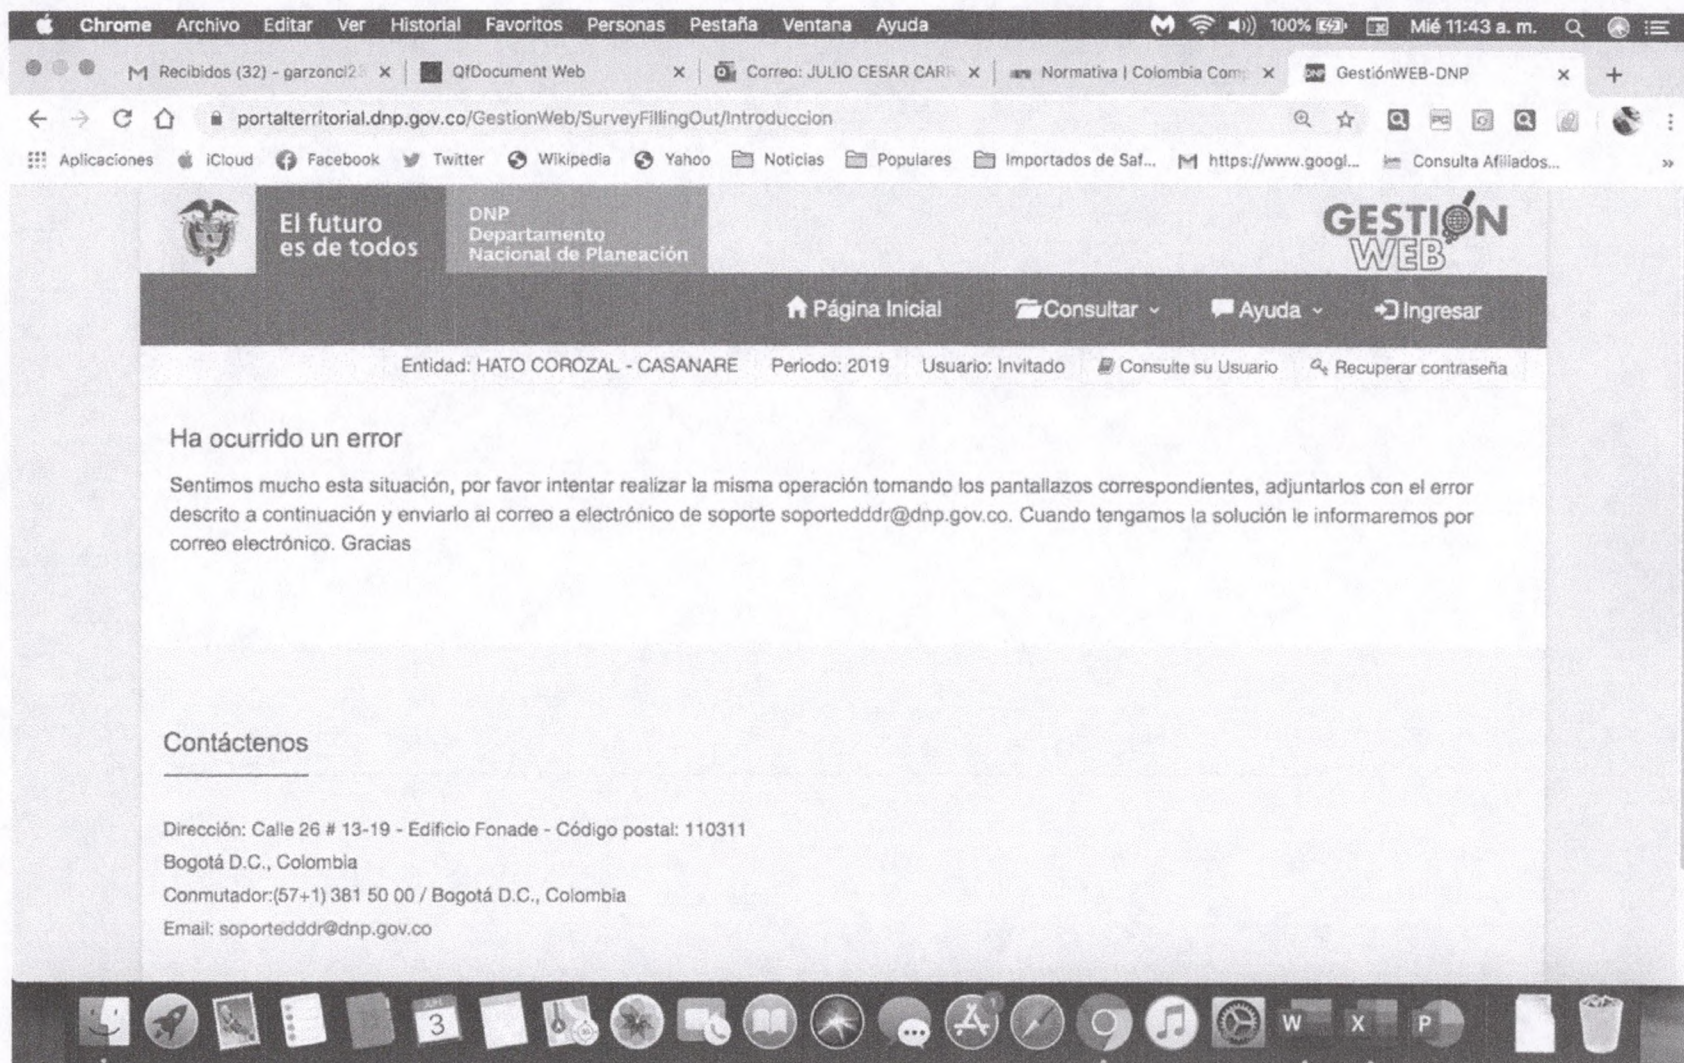 Chrome Archivo Editar Ver Historial Favoritos Personas Pestaña Ventana Ayuda 100% Mié 11:43 a. m.
Recibidos (32) - garzoncl25 QfDocument Web Correo: JULIO CESAR CARR Normativa | Colombia Com GestiónWEB-DNP
portalterritorial.dnp.gov.co/GestionWeb/SurveyFillingOut/Introduccion
Aplicaciones iCloud Facebook Twitter Wikipedia Yahoo Noticias Populares Importados de Saf... https://www.googl... Consulta Afiliados... »
El futuro
es de todos
DNP
Departamento
Nacional de Planeación
GESTIÓN
WEB
Página Inicial Consultar Ayuda Ingresar
Entidad: HATO COROZAL - CASANARE Periodo: 2019 Usuario: Invitado Consulte su Usuario Recuperar contraseña
Ha ocurrido un error
Sentimos mucho esta situación, por favor intentar realizar la misma operación tomando los pantallazos correspondientes, adjuntarlos con el error
descrito a continuación y enviarlo al correo a electrónico de soporte soportedddr@dnp.gov.co. Cuando tengamos la solución le informaremos por
correo electrónico. Gracias
Contáctenos
Dirección: Calle 26 # 13-19 - Edificio Fonade - Código postal: 110311
Bogotá D.C., Colombia
Conmutador:(57+1) 381 50 00 / Bogotá D.C., Colombia
Email: soportedddr@dnp.gov.co
JUN
3
W X P